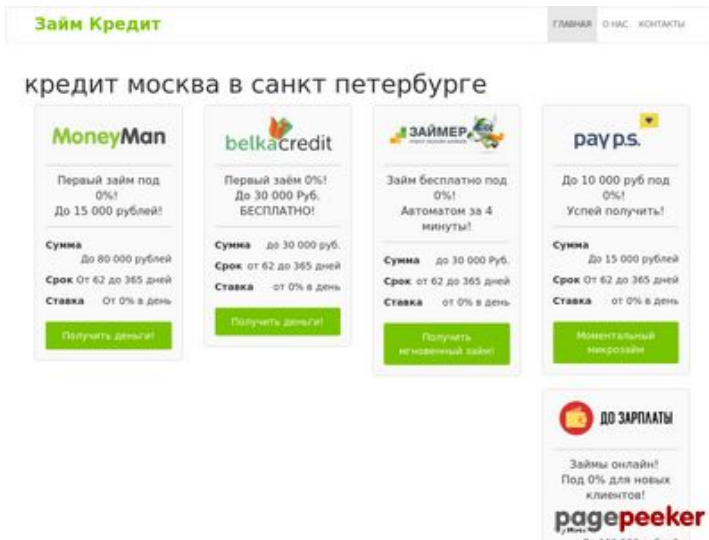 Займ Кредит
ГЛАВНАЯ О НАС КОНТАКТЫ
кредит москва в санкт петербурге
MoneyMan
Первый займ под
0%!
До 15 000 рублей!
Сумма
До 80 000 рублей
Срок От 62 до 365 дней
Ставка От 0% в день
Получить деньги!
belkacredit
Первый заём 0%!
До 30 000 Руб.
БЕСПЛАТНО!
Сумма до 30 000 руб.
Срок от 62 до 365 дней
Ставка от 0% в день
Получить деньги!
ЗАЙМЕР
Займ бесплатно под
0%!
Автоматом за 4
минуты!
Сумма до 30 000 Руб.
Срок от 62 до 365 дней
Ставка от 0% в день
Получить
мгновенный займ!
pay p.s.
До 10 000 руб под
0%!
Успей получить!
Сумма
До 15 000 рублей
Срок От 62 до 365 дней
Ставка От 0% в день
Моментальный
микрозайм
ДО ЗАРПЛАТЫ
Займы онлайн!
Под 0% для новых
клиентов!
pagepeeker